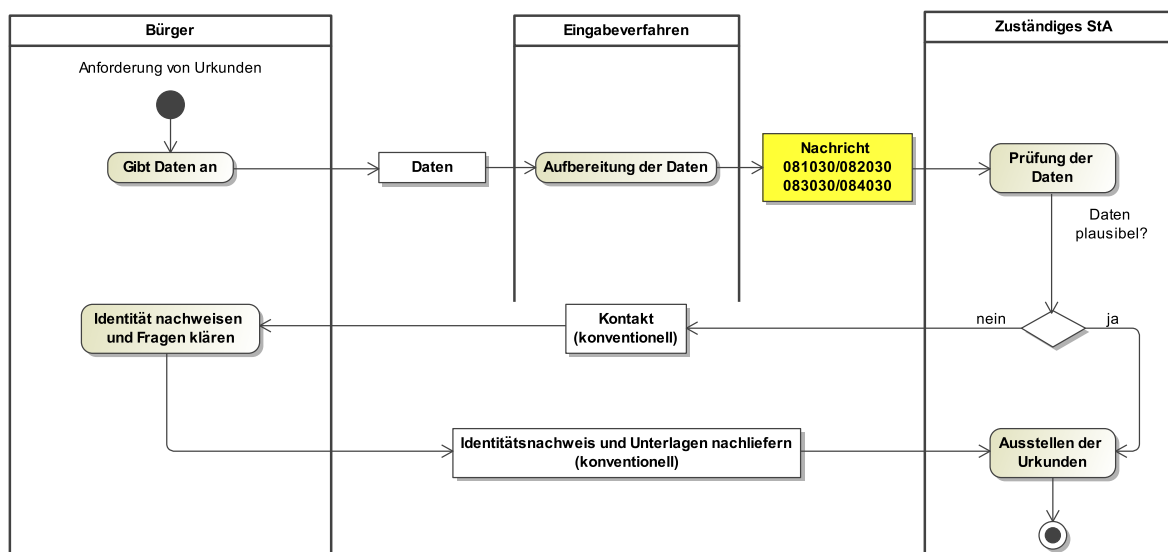 Bürger
Eingabeverfahren
Zuständiges StA
Anforderung von Urkunden
Gibt Daten an
Daten
Aufbereitung der Daten
Nachricht
081030/082030
083030/084030
Prüfung der
Daten
Daten
plausibel?
Identität nachweisen
und Fragen klären
Kontakt
(konventionell)
nein
ja
Identitätsnachweis und Unterlagen nachliefern
(konventionell)
Ausstellen der
Urkunden